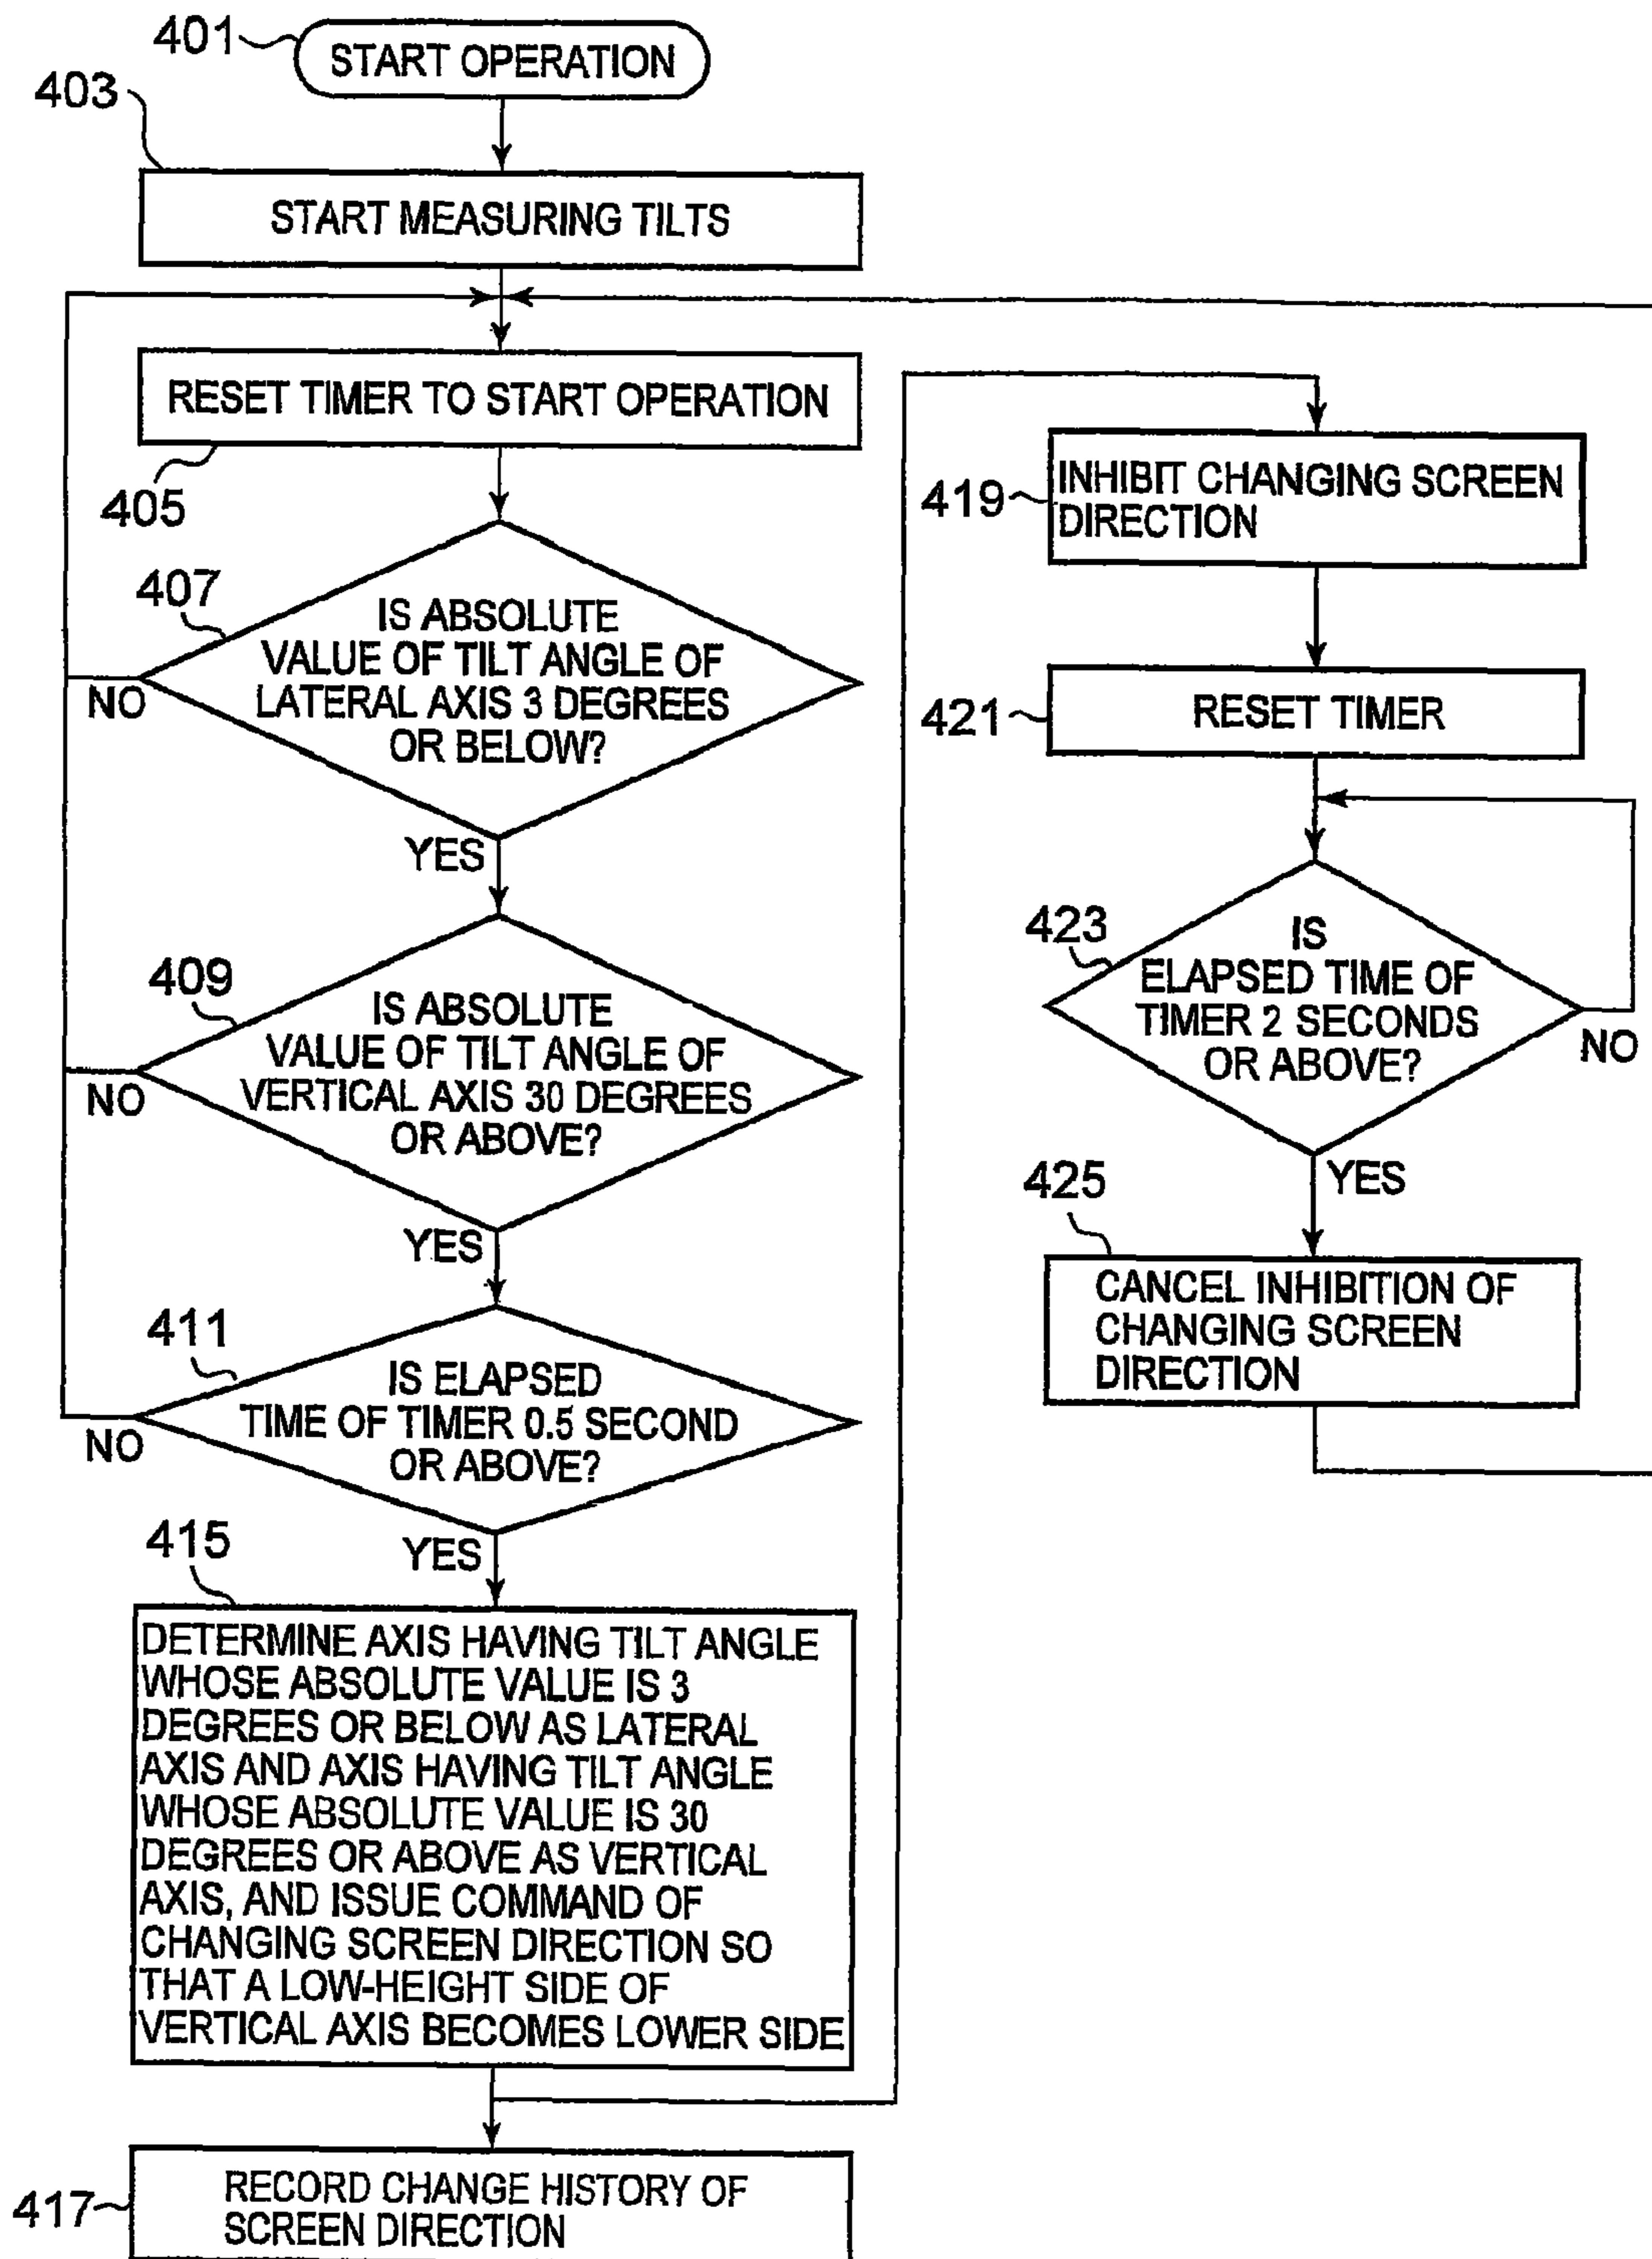 401
START OPERATION
403
START MEASURING TILTS
RESET TIMER TO START OPERATION
405
407
IS ABSOLUTE
VALUE OF TILT ANGLE OF
LATERAL AXIS 3 DEGREES
OR BELOW?
NO
YES
409
IS ABSOLUTE
VALUE OF TILT ANGLE OF
VERTICAL AXIS 30 DEGREES
OR ABOVE?
NO
YES
411
IS ELAPSED
TIME OF TIMER 0.5 SECOND
OR ABOVE?
NO
YES
415
DETERMINE AXIS HAVING TILT ANGLE
WHOSE ABSOLUTE VALUE IS 3
DEGREES OR BELOW AS LATERAL
AXIS AND AXIS HAVING TILT ANGLE
WHOSE ABSOLUTE VALUE IS 30
DEGREES OR ABOVE AS VERTICAL
AXIS, AND ISSUE COMMAND OF
CHANGING SCREEN DIRECTION SO
THAT A LOW-HEIGHT SIDE OF
VERTICAL AXIS BECOMES LOWER SIDE
417
RECORD CHANGE HISTORY OF
SCREEN DIRECTION
419
INHIBIT CHANGING SCREEN
DIRECTION
421
RESET TIMER
423
IS
ELAPSED TIME OF
TIMER 2 SECONDS
OR ABOVE?
NO
YES
425
CANCEL INHIBITION OF
CHANGING SCREEN
DIRECTION